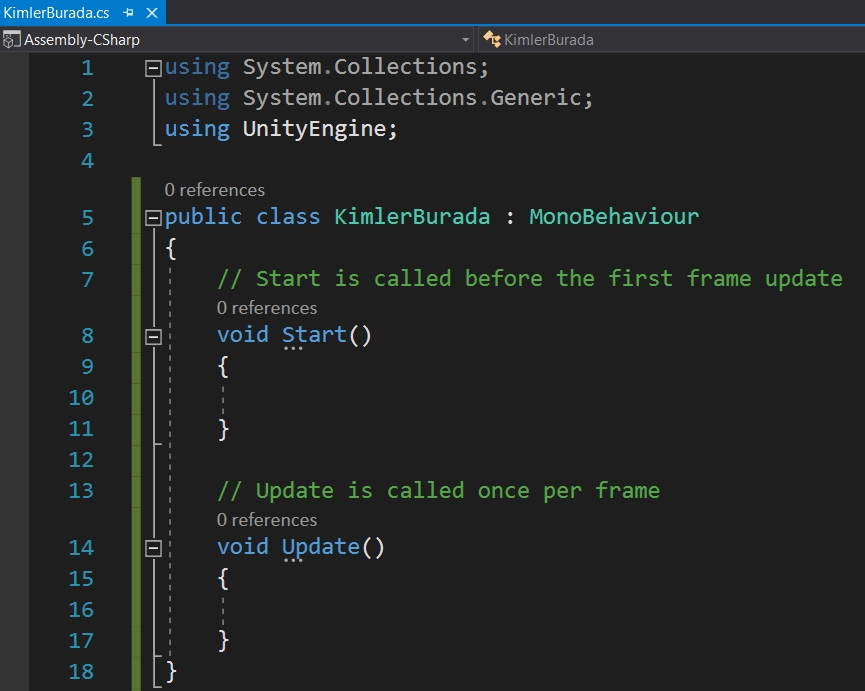 KimlerBurada.cs
Assembly-CSharp KimlerBurada
1 using System.Collections;
2 using System.Collections.Generic;
3 using UnityEngine;
4
0 references
5 public class KimlerBurada : MonoBehaviour
6 {
7 // Start is called before the first frame update
0 references
8 void Start()
9 {
10
11 }
12
13 // Update is called once per frame
0 references
14 void Update()
15 {
16
17 }
18 }